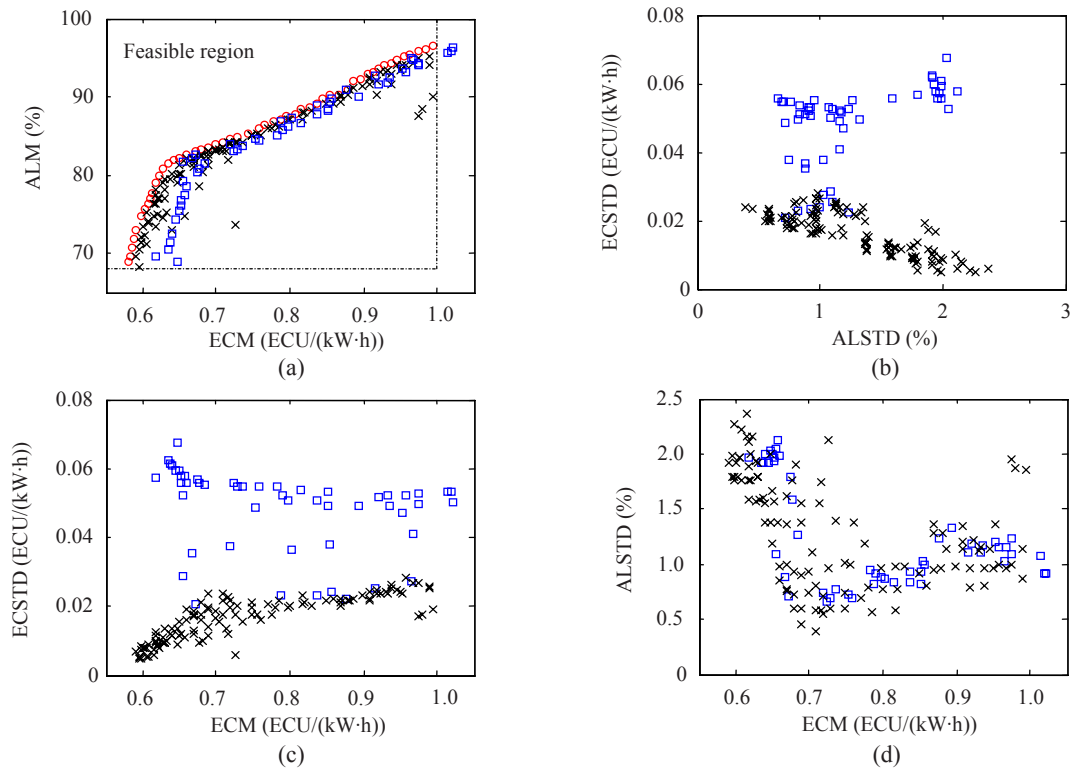 100
90
80
70
ALM (%)
Feasible region
0.6 0.7 0.8 0.9 1.0
ECM (ECU/(kW·h))
(a)
0.08
0.06
0.04
0.02
0
ECSTD (ECU/(kW·h))
0 1 2 3
ALSTD (%)
(b)
0.08
0.06
0.04
0.02
0
ECSTD (ECU/(kW·h))
0.6 0.7 0.8 0.9 1.0
ECM (ECU/(kW·h))
(c)
2.5
2.0
1.5
1.0
0.5
0
ALSTD (%)
0.6 0.7 0.8 0.9 1.0
ECM (ECU/(kW·h))
(d)